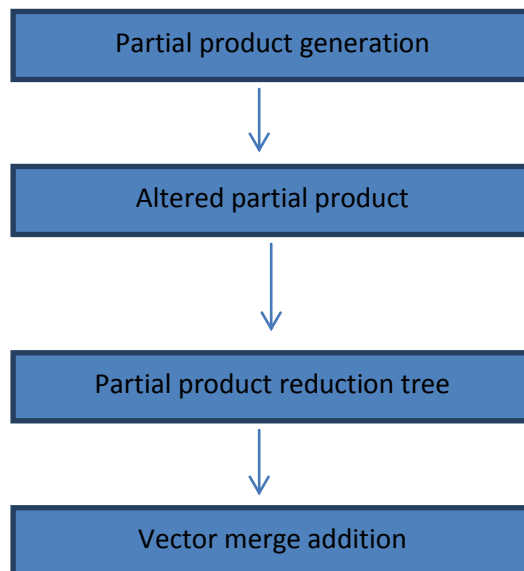 Partial product generation
Altered partial product
Partial product reduction tree
Vector merge addition